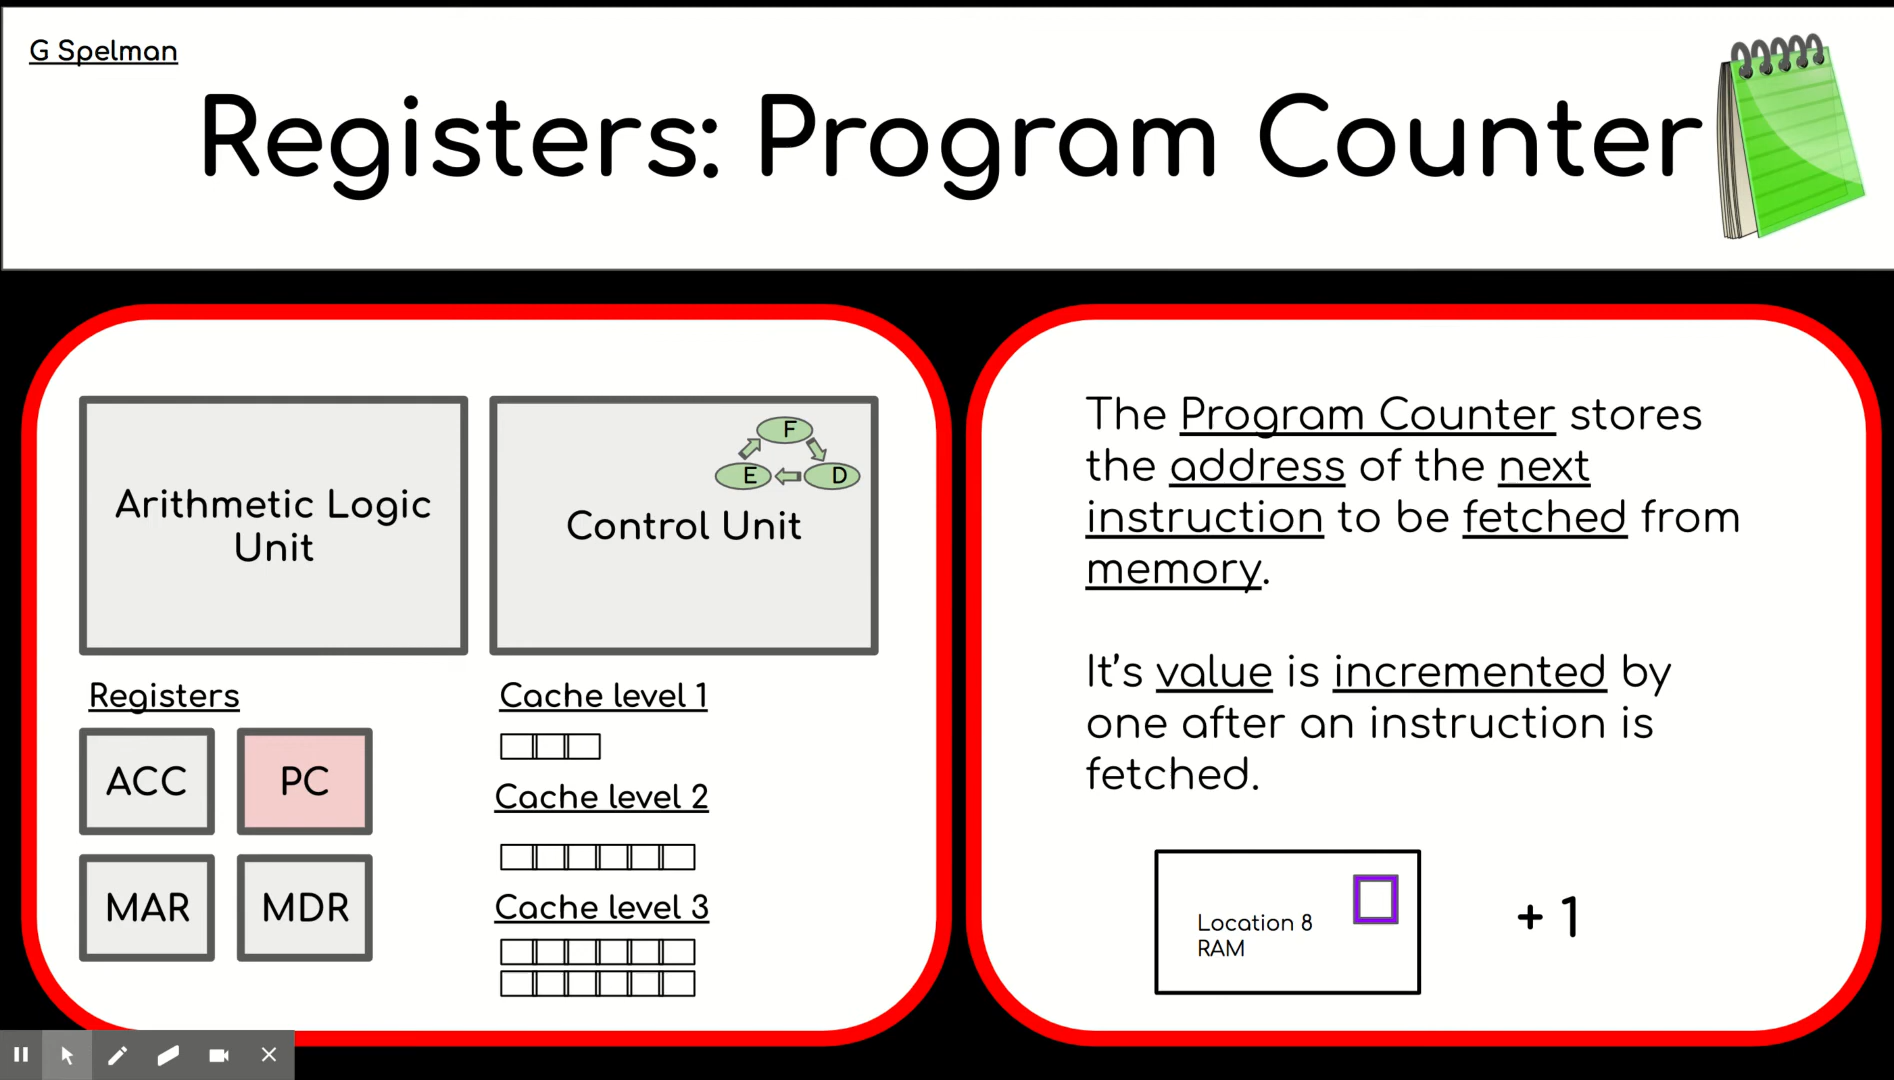 G Spelman
Registers: Program Counter
Arithmetic Logic
Unit
F
E
D
Control Unit
Registers
ACC
PC
MAR
MDR
Cache level 1
Cache level 2
Cache level 3
The Program Counter stores
the address of the next
instruction to be fetched from
memory.
It's value is incremented by
one after an instruction is
fetched.
Location 8
RAM
+ 1